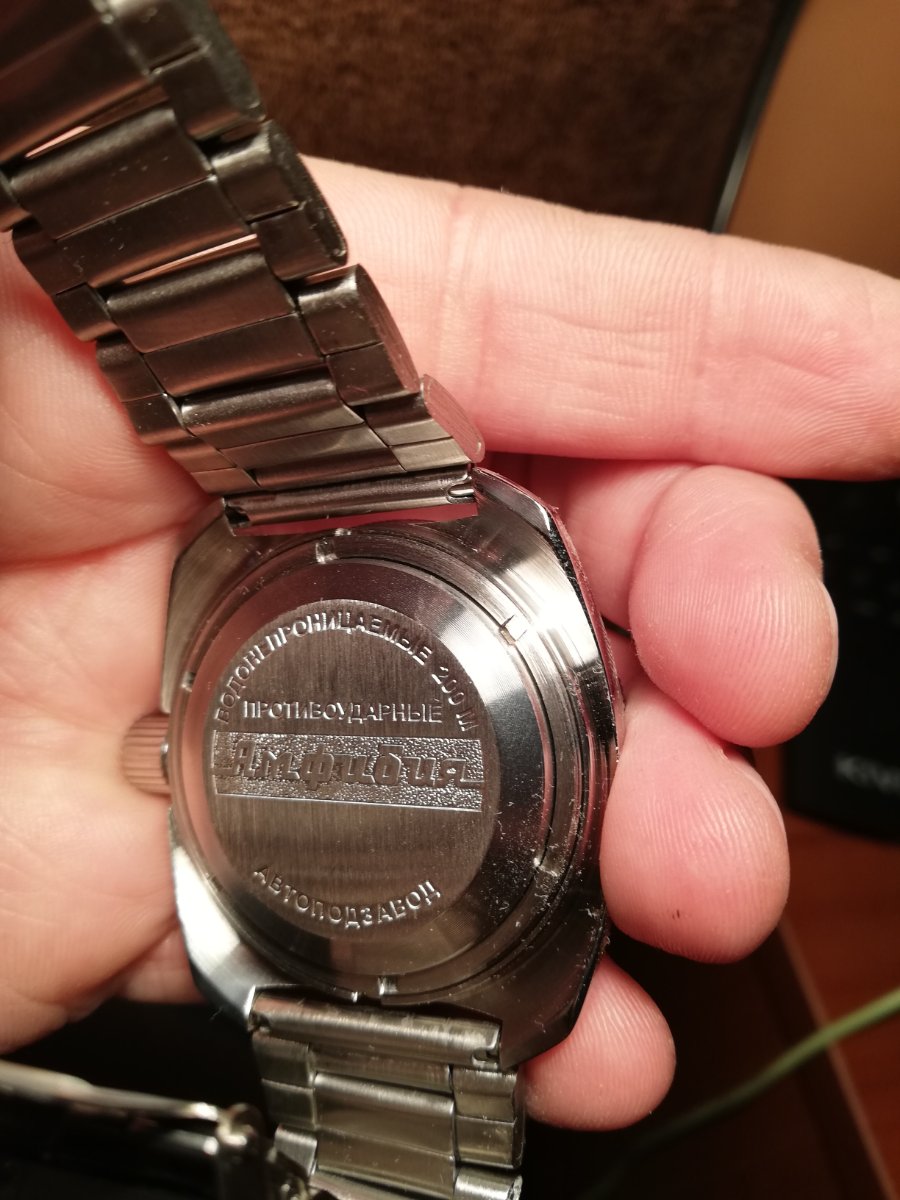 ВОДОНЕПРОНИЦАЕМЫЕ 200 М
ПРОТИВОУДАРНЫЕ
Амфибия
АВТОПОДЗАВОД